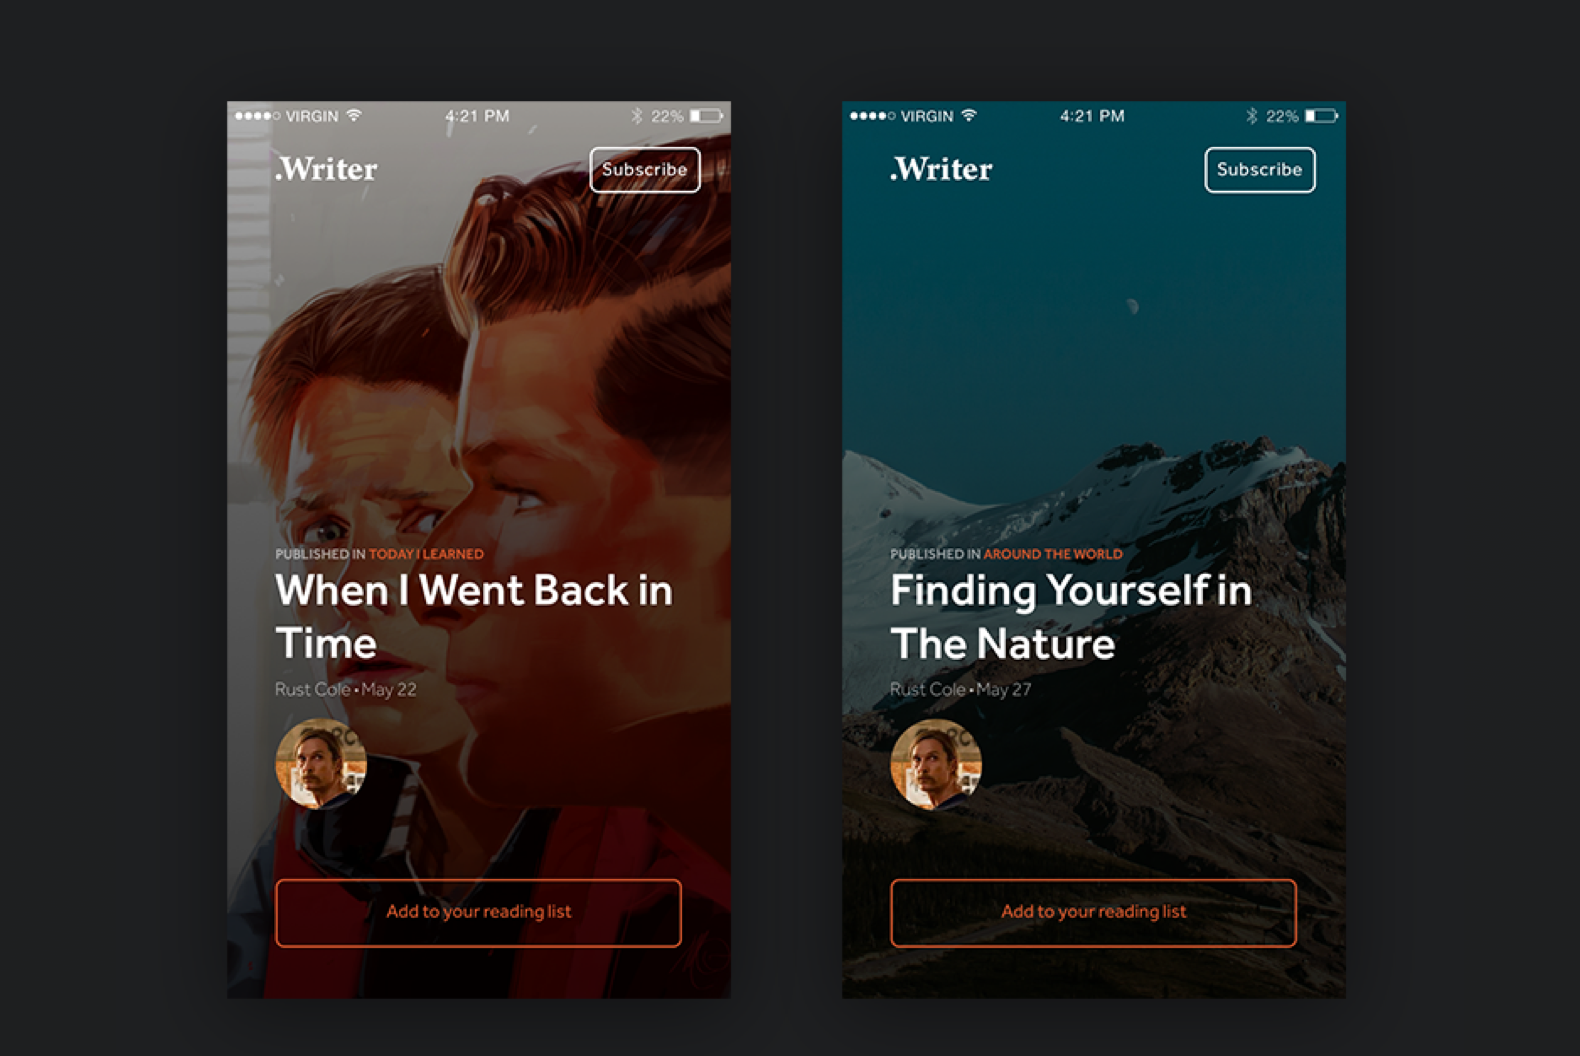 VIRGIN 4:21 PM 22%
.Writer Subscribe
PUBLISHED IN TODAY I LEARNED
When I Went Back in
Time
Rust Cole • May 22
Add to your reading list
VIRGIN 4:21 PM 22%
.Writer Subscribe
PUBLISHED IN AROUND THE WORLD
Finding Yourself in
The Nature
Rust Cole • May 27
Add to your reading list